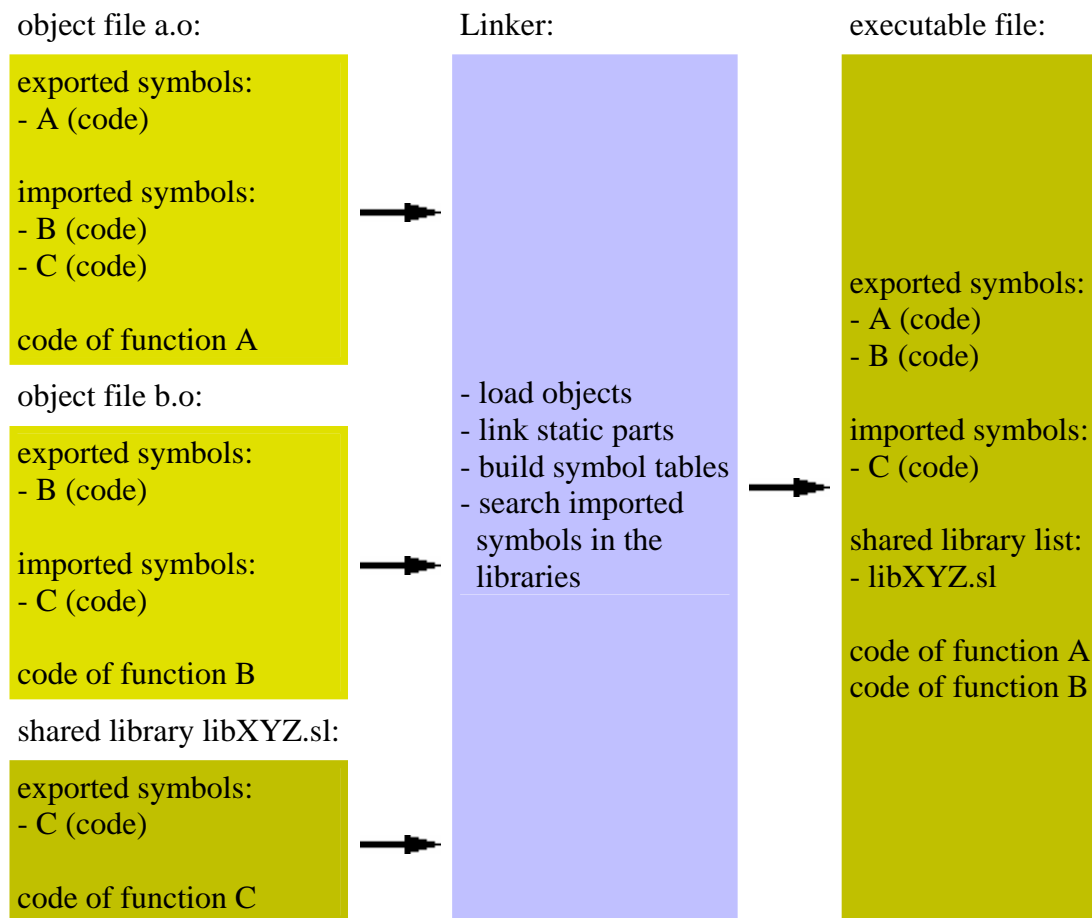 object file a.o:
exported symbols:
- A (code)
imported symbols:
- B (code)
- C (code)
code of function A
object file b.o:
exported symbols:
- B (code)
imported symbols:
- C (code)
code of function B
shared library libXYZ.sl:
exported symbols:
- C (code)
code of function C
Linker:
- load objects
- link static parts
- build symbol tables
- search imported
symbols in the
libraries
executable file:
exported symbols:
- A (code)
- B (code)
imported symbols:
- C (code)
shared library list:
- libXYZ.sl
code of function A
code of function B